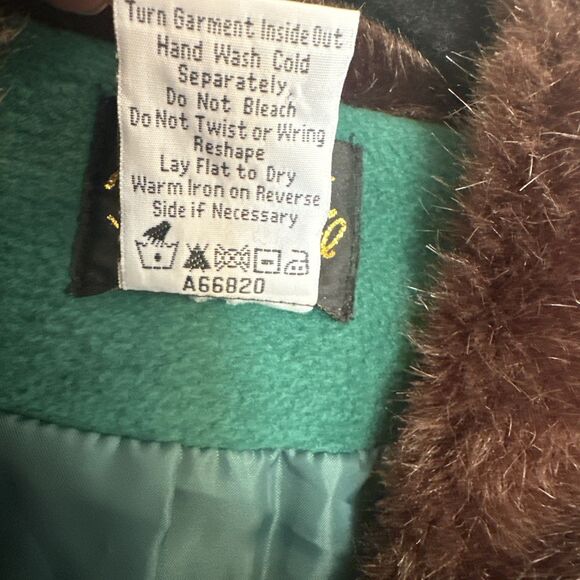 Turn Garment Inside Out
Hand Wash Cold
Separately,
Do Not Bleach
Do Not Twist or Wring
Reshape
Lay Flat to Dry
Warm Iron on Reverse
Side if Necessary
A66820